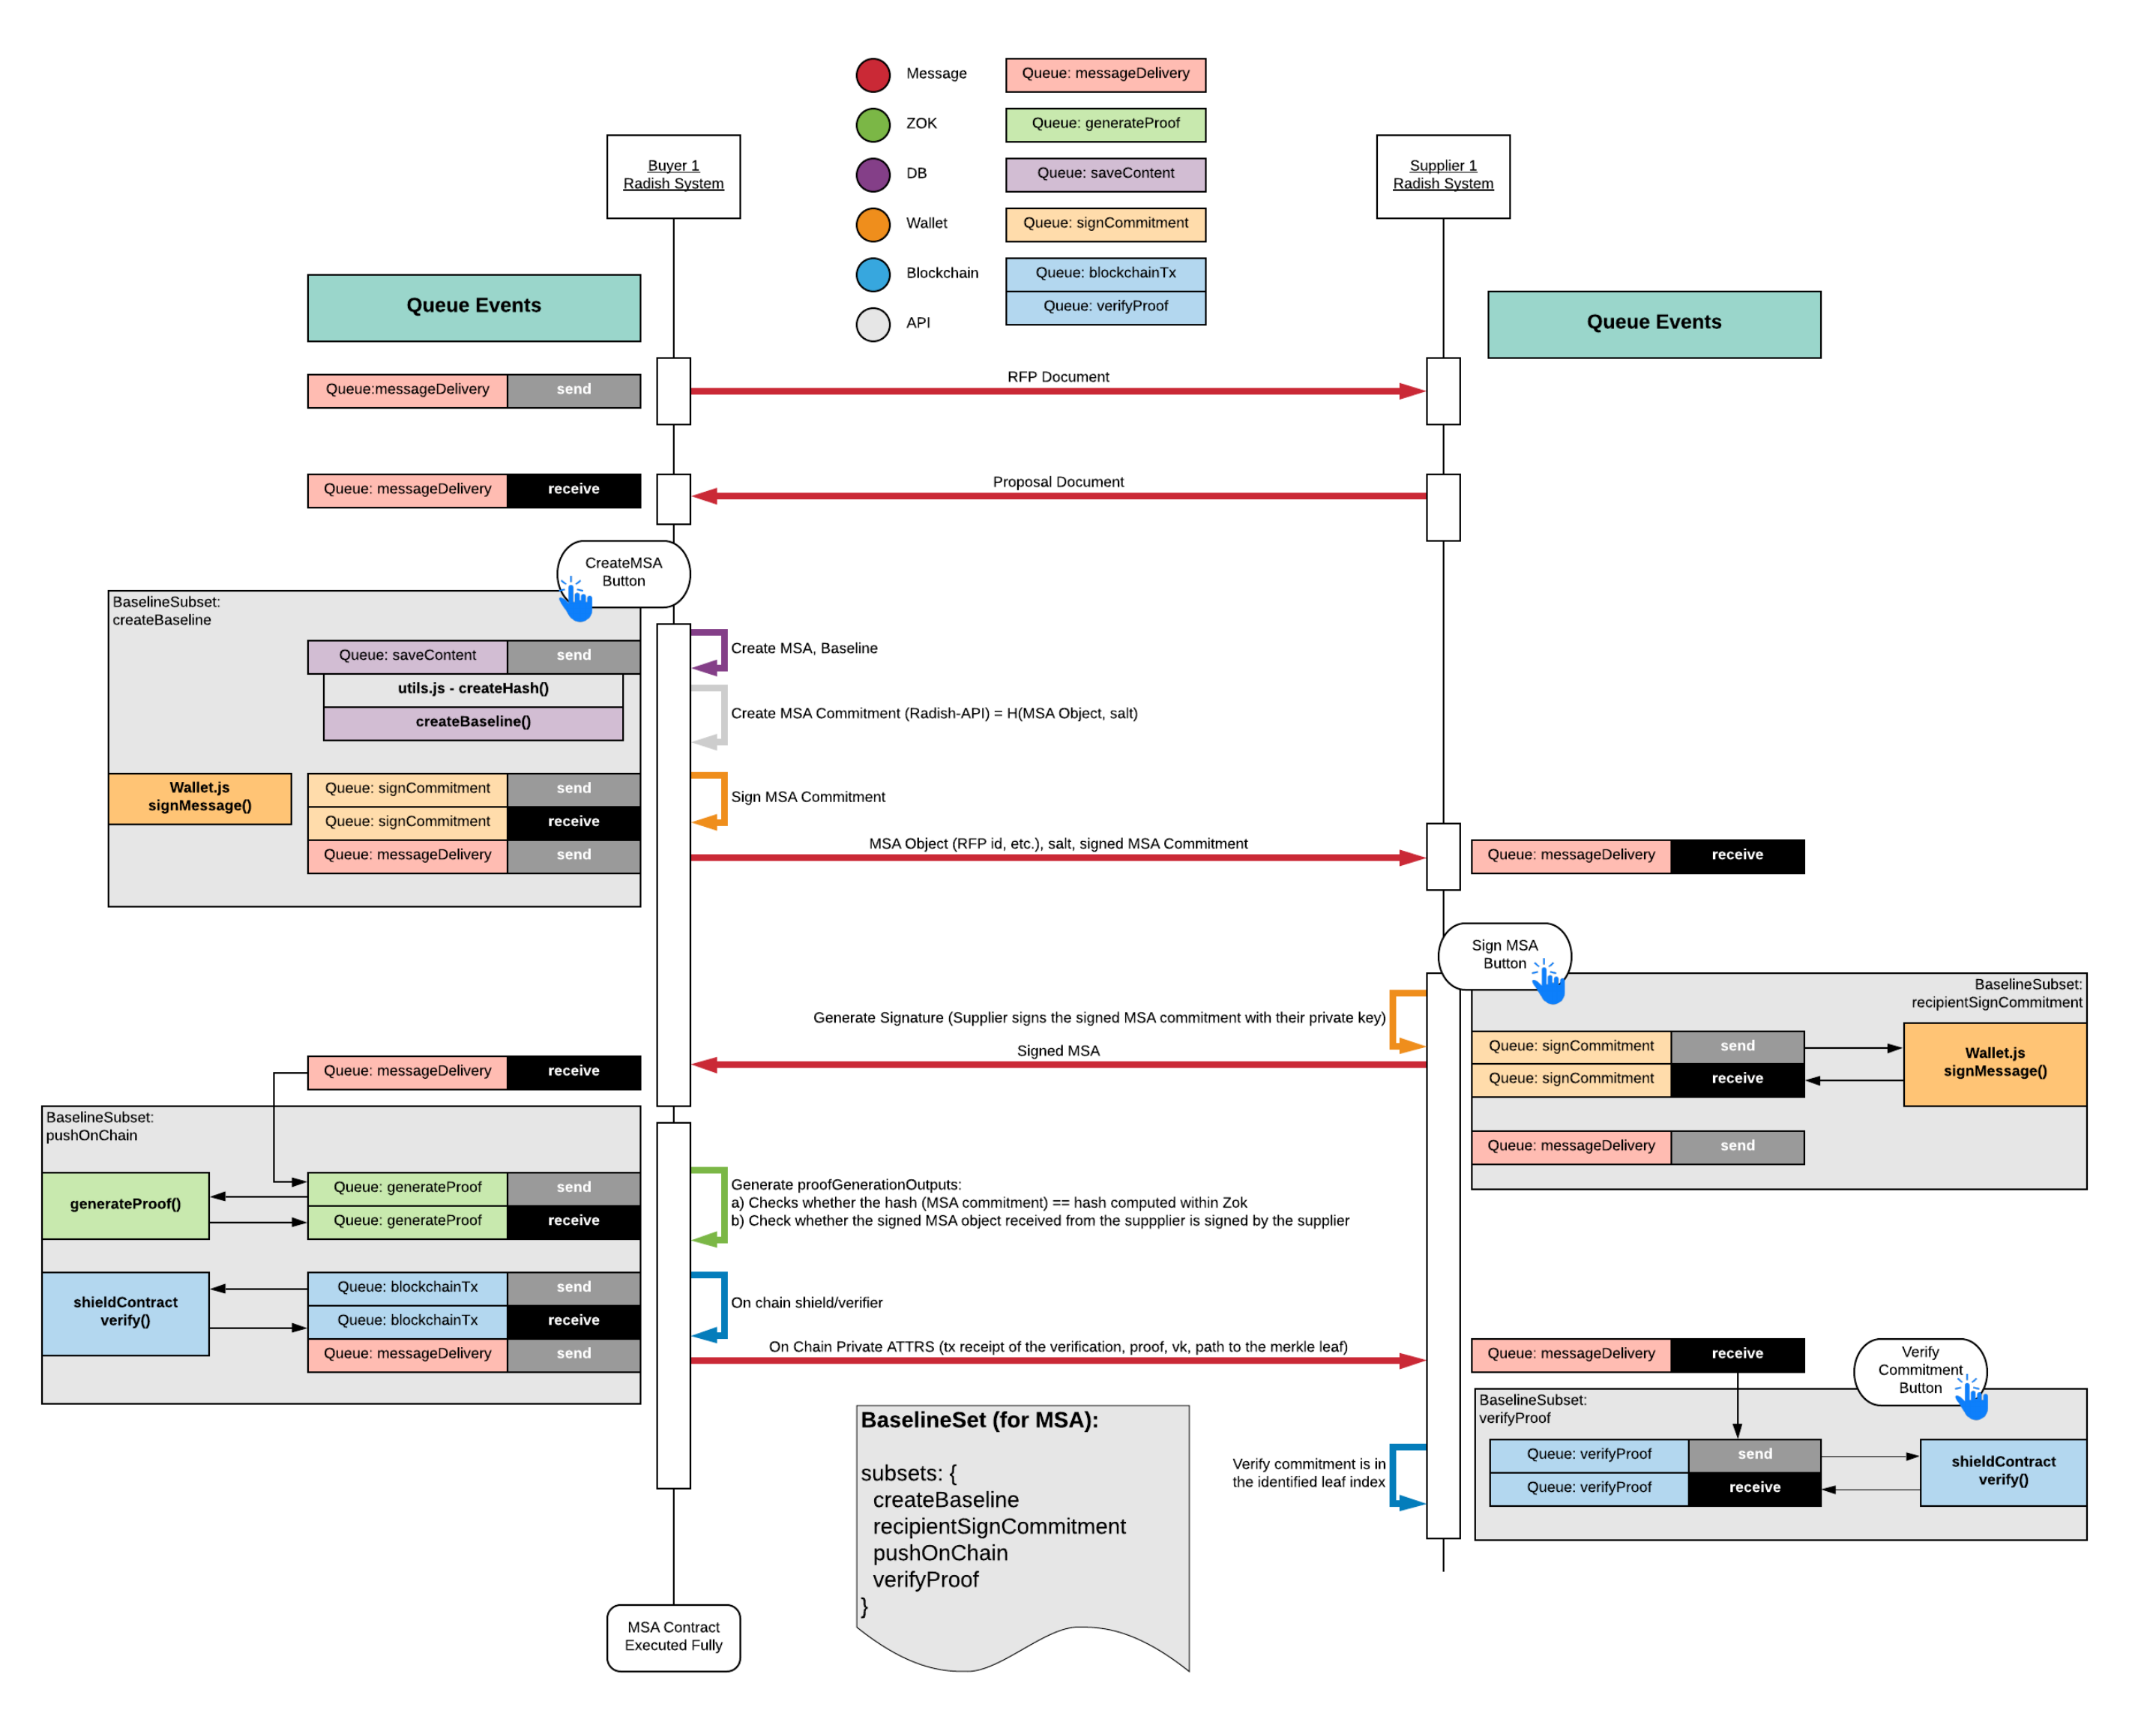 Message
Queue: messageDelivery
ZOK
Queue: generateProof
DB
Queue: saveContent
Wallet
Queue: signCommitment
Blockchain
Queue: blockchainTx
Queue: verifyProof
API
Buyer 1
Radish System
Supplier 1
Radish System
Queue Events
Queue Events
Queue:messageDelivery
send
RFP Document
Queue: messageDelivery
receive
Proposal Document
CreateMSA
Button
BaselineSubset:
createBaseline
Queue: saveContent
send
utils.js - createHash()
createBaseline()
Create MSA, Baseline
Create MSA Commitment (Radish-API) = H(MSA Object, salt)
Wallet.js
signMessage()
Queue: signCommitment
send
Queue: signCommitment
receive
Queue: messageDelivery
send
Sign MSA Commitment
MSA Object (RFP id, etc.), salt, signed MSA Commitment
Queue: messageDelivery
receive
Sign MSA
Button
BaselineSubset:
recipientSignCommitment
Generate Signature (Supplier signs the signed MSA commitment with their private key)
Queue: signCommitment
send
Queue: signCommitment
receive
Wallet.js
signMessage()
Signed MSA
Queue: messageDelivery
receive
Queue: messageDelivery
send
BaselineSubset:
pushOnChain
generateProof()
Queue: generateProof
send
Queue: generateProof
receive
Generate proofGenerationOutputs:
a) Checks whether the hash (MSA commitment) == hash computed within Zok
b) Check whether the signed MSA object received from the suppplier is signed by the supplier
shieldContract
verify()
Queue: blockchainTx
send
Queue: blockchainTx
receive
Queue: messageDelivery
send
On chain shield/verifier
On Chain Private ATTRS (tx receipt of the verification, proof, vk, path to the merkle leaf)
Queue: messageDelivery
receive
Verify
Commitment
Button
BaselineSubset:
verifyProof
Queue: verifyProof
send
Queue: verifyProof
receive
shieldContract
verify()
Verify commitment is in
the identified leaf index
BaselineSet (for MSA):
subsets: {
createBaseline
recipientSignCommitment
pushOnChain
verifyProof
}
MSA Contract
Executed Fully